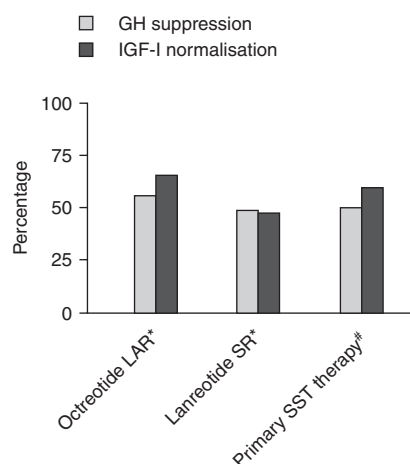 GH suppression
IGF-I normalisation
100
75
50
25
0
Percentage
Octreotide LAR*
Lanreotide SR*
Primary SST therapy#